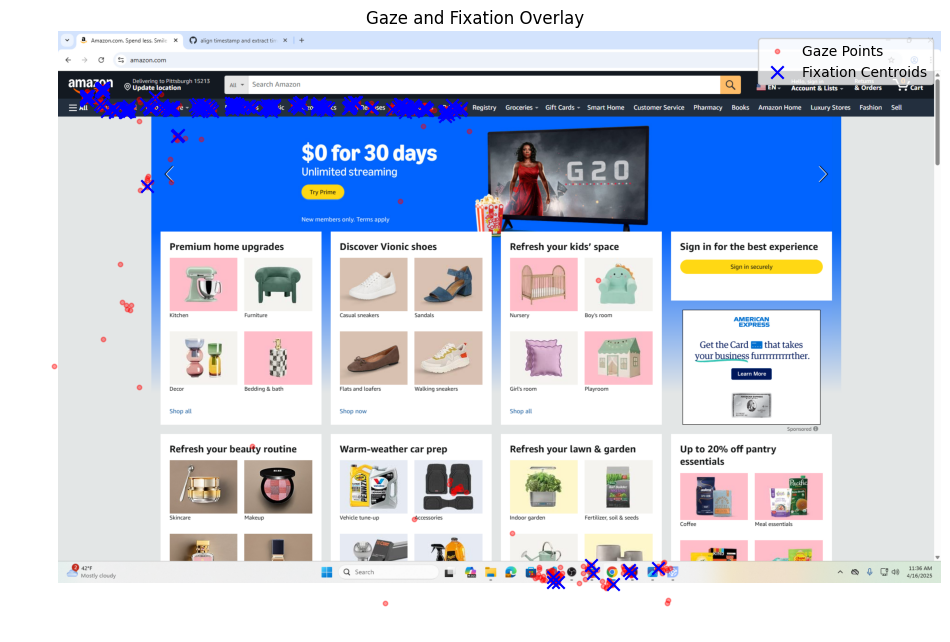 Gaze and Fixation Overlay
Gaze Points
Fixation Centroids
Amazon.com. Spend less. Smil
align timestamp and extract tri
amazon.com
amazon
Delivering to Pittsburgh 15213
Update location
All
Search Amazon
EN
Account & Lists
& Orders
Cart
All
Registry
Groceries
Gift Cards
Smart Home
Customer Service
Pharmacy
Books
Amazon Home
Luxury Stores
Fashion
Sell
$0 for 30 days
Unlimited streaming
Try Prime
New members only. Terms apply
G20
Premium home upgrades
Kitchen
Furniture
Decor
Bedding & bath
Shop all
Discover Vionic shoes
Casual sneakers
Sandals
Flats and loafers
Walking sneakers
Shop now
Refresh your kids' space
Nursery
Boy's room
Girl's room
Playroom
Shop all
Sign in for the best experience
Sign in securely
AMERICAN
EXPRESS
Get the Card that takes
your business furrrrrrrrrther.
Learn More
Sponsored
Refresh your beauty routine
Skincare
Makeup
Warm-weather car prep
PENNZOIL
Valvoline
Vehicle tune-up
Accessories
Refresh your lawn & garden
Indoor garden
Fertilizer, soil & seeds
Up to 20% off pantry
essentials
Coffee
Meal essentials
2
42°F
Mostly cloudy
Search
11:36 AM
4/16/2025